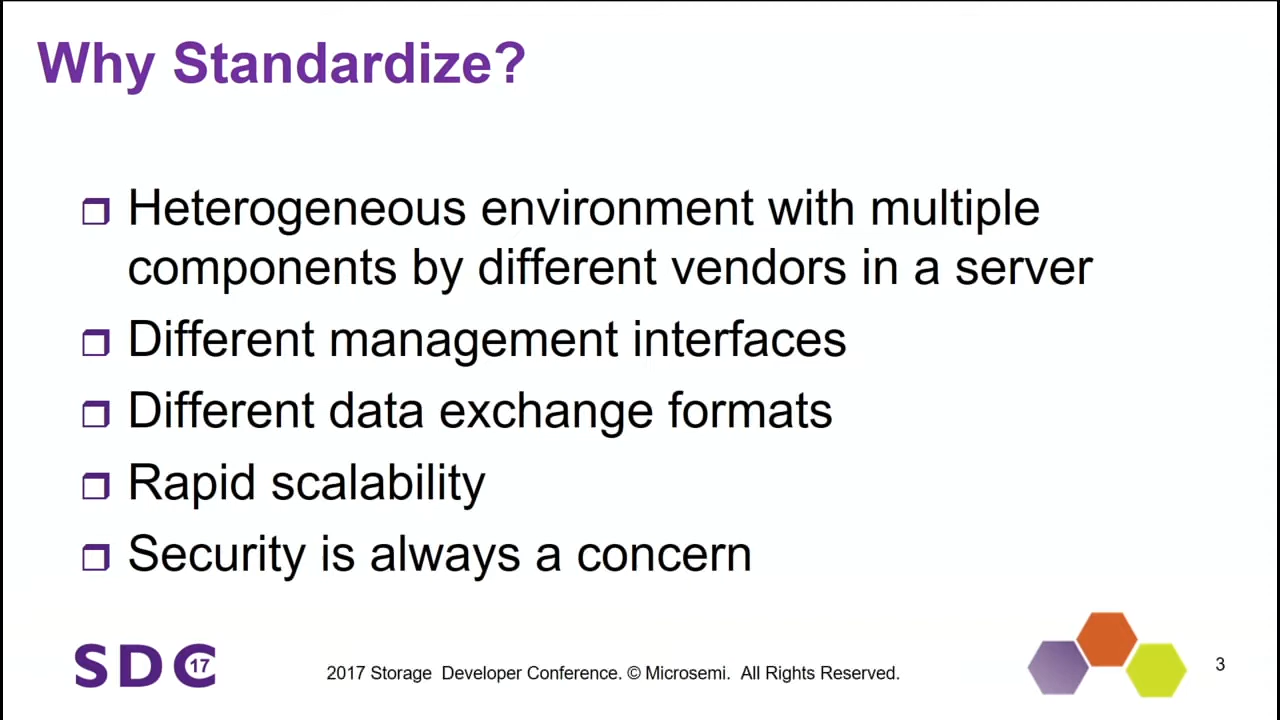 Why Standardize?
Heterogeneous environment with multiple
components by different vendors in a server
Different management interfaces
Different data exchange formats
Rapid scalability
Security is always a concern
SDC 17
2017 Storage Developer Conference. © Microsemi. All Rights Reserved.
3